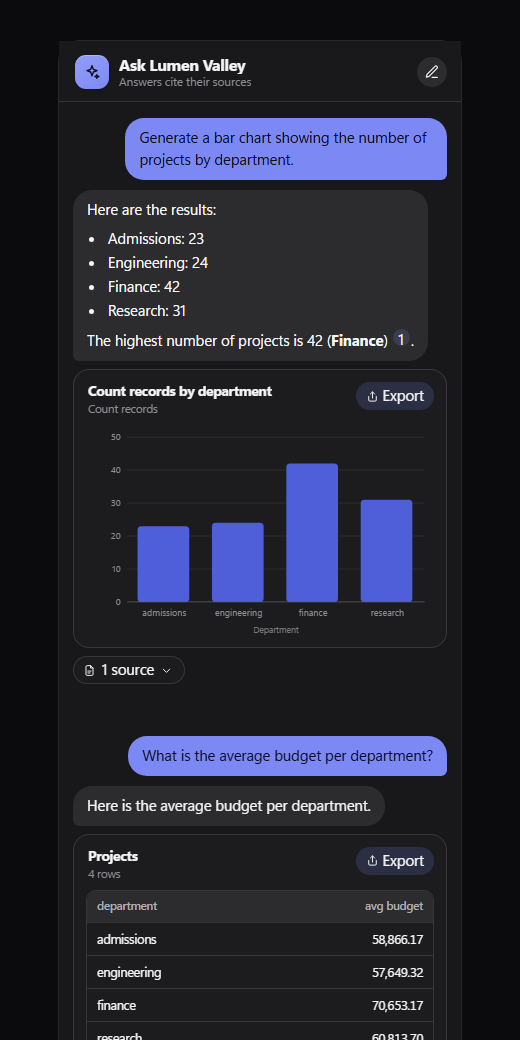 Ask Lumen Valley
Answers cite their sources
Generate a bar chart showing the number of
projects by department.
Here are the results:
• Admissions: 23
• Engineering: 24
• Finance: 42
• Research: 31
The highest number of projects is 42 (Finance) 1.
Count records by department
Count records
Export
50
40
30
20
10
0
admissions engineering finance research
Department
1 source
What is the average budget per department?
Here is the average budget per department.
Projects
4 rows
Export
department avg budget
admissions 58,866.17
engineering 57,649.32
finance 70,653.17
research 60,813.70